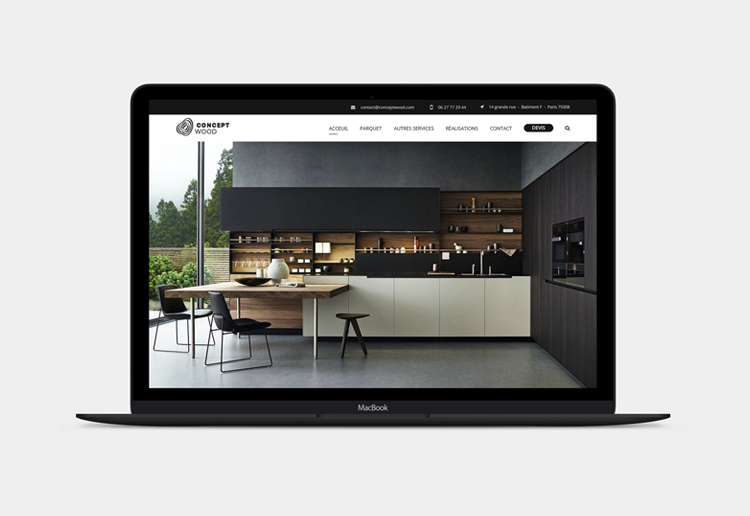 contact@conceptwood.com 06 27 77 29 44 14 grande rue - Batiment F - Paris 75008
CONCEPT
WOOD
ACCEUIL PARQUET AUTRES SERVICES RÉALISATIONS CONTACT DEVIS
MacBook